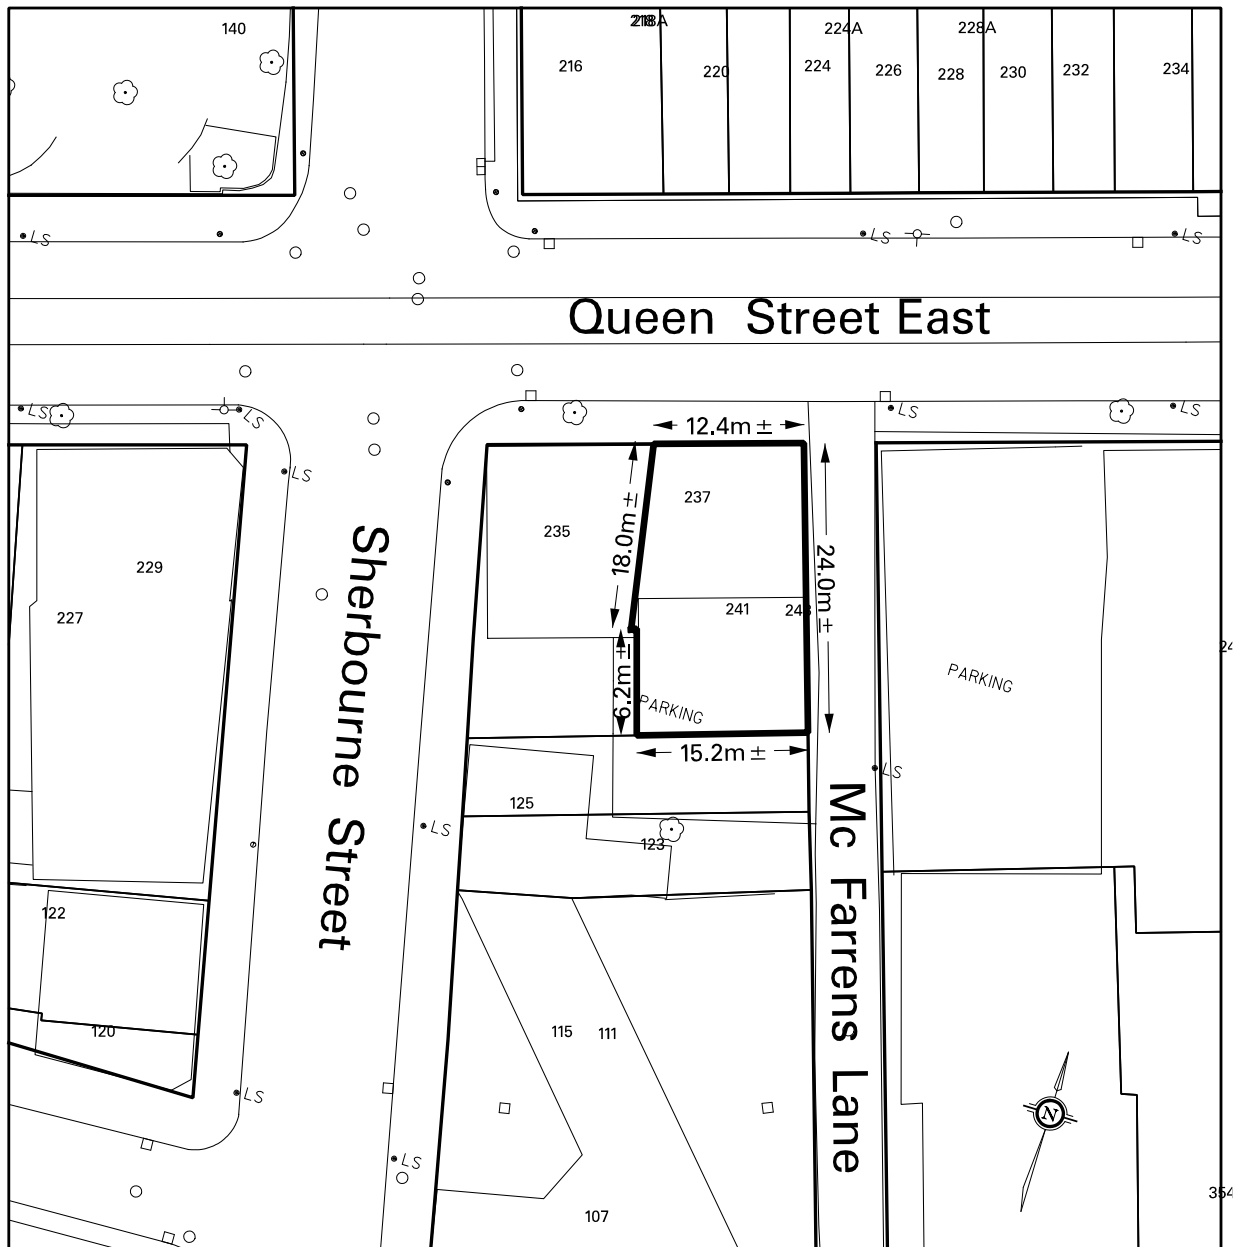 140
218A
216
220
224A
224
226
228A
228
230
232
234
LS
LS
LS
Queen Street East
LS
LS
LS
LS
LS
12.4m ±
237
18.0m ±
235
24.0m ±
241
229
227
6.2m ±
PARKING
PARKING
15.2m ±
Sherbourne Street
LS
125
LS
123
Mc Farrens Lane
122
120
115
111
LS
LS
N
107
354